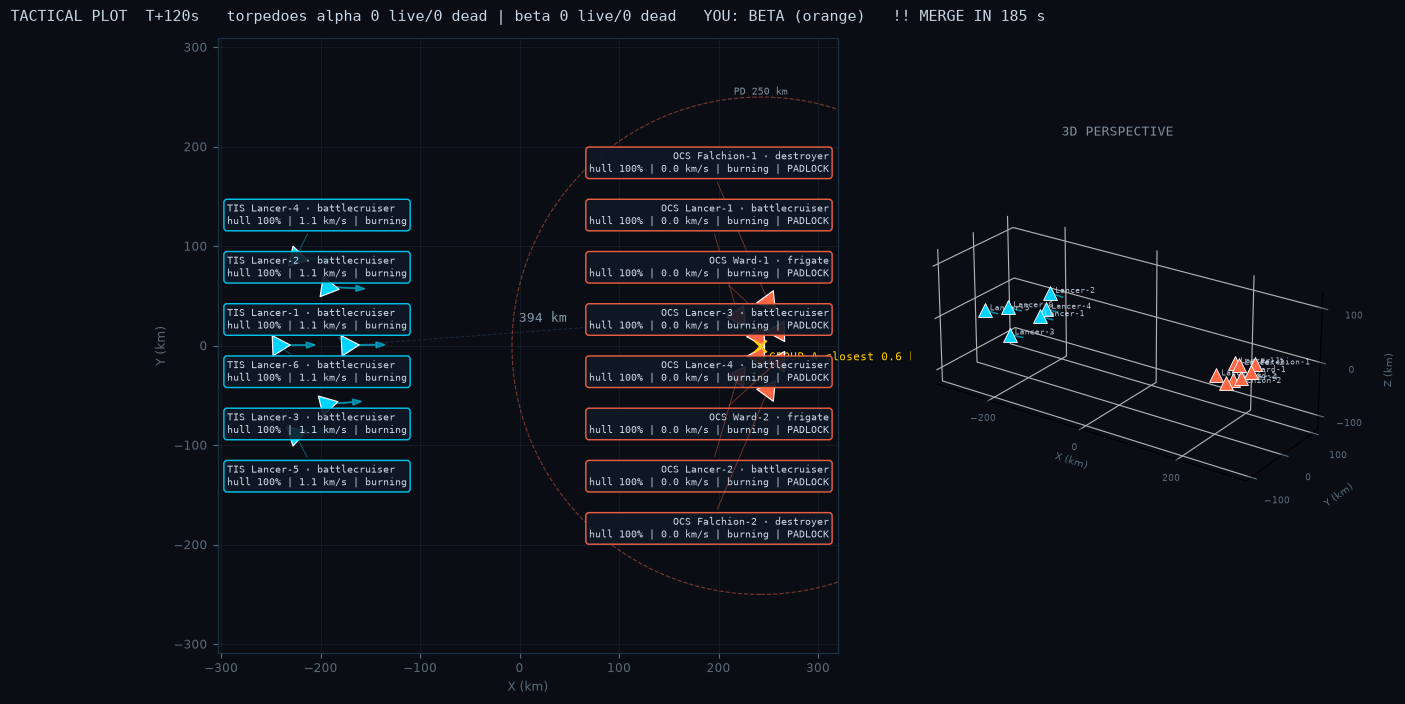 TACTICAL PLOT  T+120s   torpedoes alpha 0 live/0 dead | beta 0 live/0 dead   YOU: BETA (orange)   !! MERGE IN 185 s
300
200
100
0
−100
−200
−300
Y (km)
−300
−200
−100
0
100
200
300
X (km)
PD 250 km
394 km
TIS Lancer-4 · battlecruiser
hull 100% | 1.1 km/s | burning
TIS Lancer-2 · battlecruiser
hull 100% | 1.1 km/s | burning
TIS Lancer-1 · battlecruiser
hull 100% | 1.1 km/s | burning
TIS Lancer-6 · battlecruiser
hull 100% | 1.1 km/s | burning
TIS Lancer-3 · battlecruiser
hull 100% | 1.1 km/s | burning
TIS Lancer-5 · battlecruiser
hull 100% | 1.1 km/s | burning
OCS Falchion-1 · destroyer
hull 100% | 0.0 km/s | burning | PADLOCK
OCS Lancer-1 · battlecruiser
hull 100% | 0.0 km/s | burning | PADLOCK
OCS Ward-1 · frigate
hull 100% | 0.0 km/s | burning | PADLOCK
OCS Lancer-3 · battlecruiser
hull 100% | 0.0 km/s | burning | PADLOCK
closest 0.6
OCS Lancer-4 · battlecruiser
hull 100% | 0.0 km/s | burning | PADLOCK
OCS Ward-2 · frigate
hull 100% | 0.0 km/s | burning | PADLOCK
OCS Lancer-2 · battlecruiser
hull 100% | 0.0 km/s | burning | PADLOCK
OCS Falchion-2 · destroyer
hull 100% | 0.0 km/s | burning | PADLOCK
3D PERSPECTIVE
Lancer-2
Lancer-4
Lancer-3
−200
0
200
X (km)
−100
0
100
Y (km)
100
0
−100
Z (km)